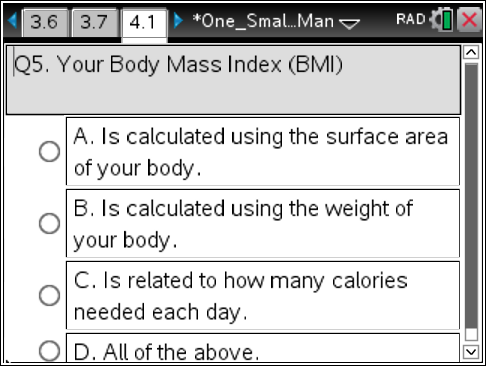 3.6 3.7 4.1 *One_Smal...Man RAD
Q5. Your Body Mass Index (BMI)
A. Is calculated using the surface area
of your body.
B. Is calculated using the weight of
your body.
C. Is related to how many calories
needed each day.
D. All of the above.